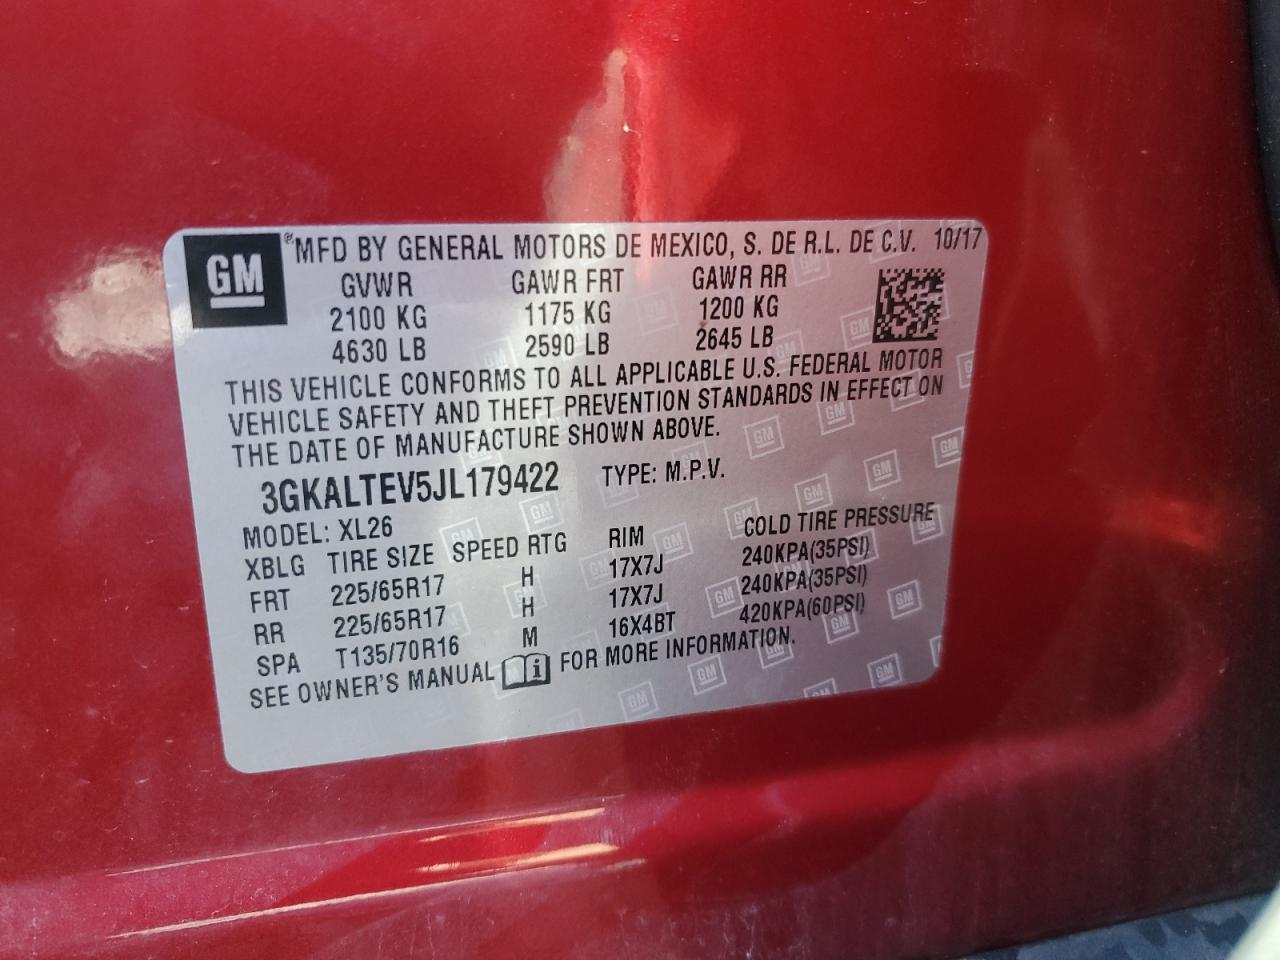 GM ®MFD BY GENERAL MOTORS DE MEXICO, S. DE R.L. DE C.V. 10/17
GVWR GAWR FRT GAWR RR
2100 KG 1175 KG 1200 KG
4630 LB 2590 LB 2645 LB
THIS VEHICLE CONFORMS TO ALL APPLICABLE U.S. FEDERAL MOTOR
VEHICLE SAFETY AND THEFT PREVENTION STANDARDS IN EFFECT ON
THE DATE OF MANUFACTURE SHOWN ABOVE.
3GKALTEV5JL179422 TYPE: M.P.V.
MODEL: XL26
XBLG TIRE SIZE SPEED RTG RIM COLD TIRE PRESSURE
FRT 225/65R17 H 17X7J 240KPA(35PSI)
RR 225/65R17 H 17X7J 240KPA(35PSI)
SPA T135/70R16 M 16X4BT 420KPA(60PSI)
SEE OWNER'S MANUAL i FOR MORE INFORMATION.